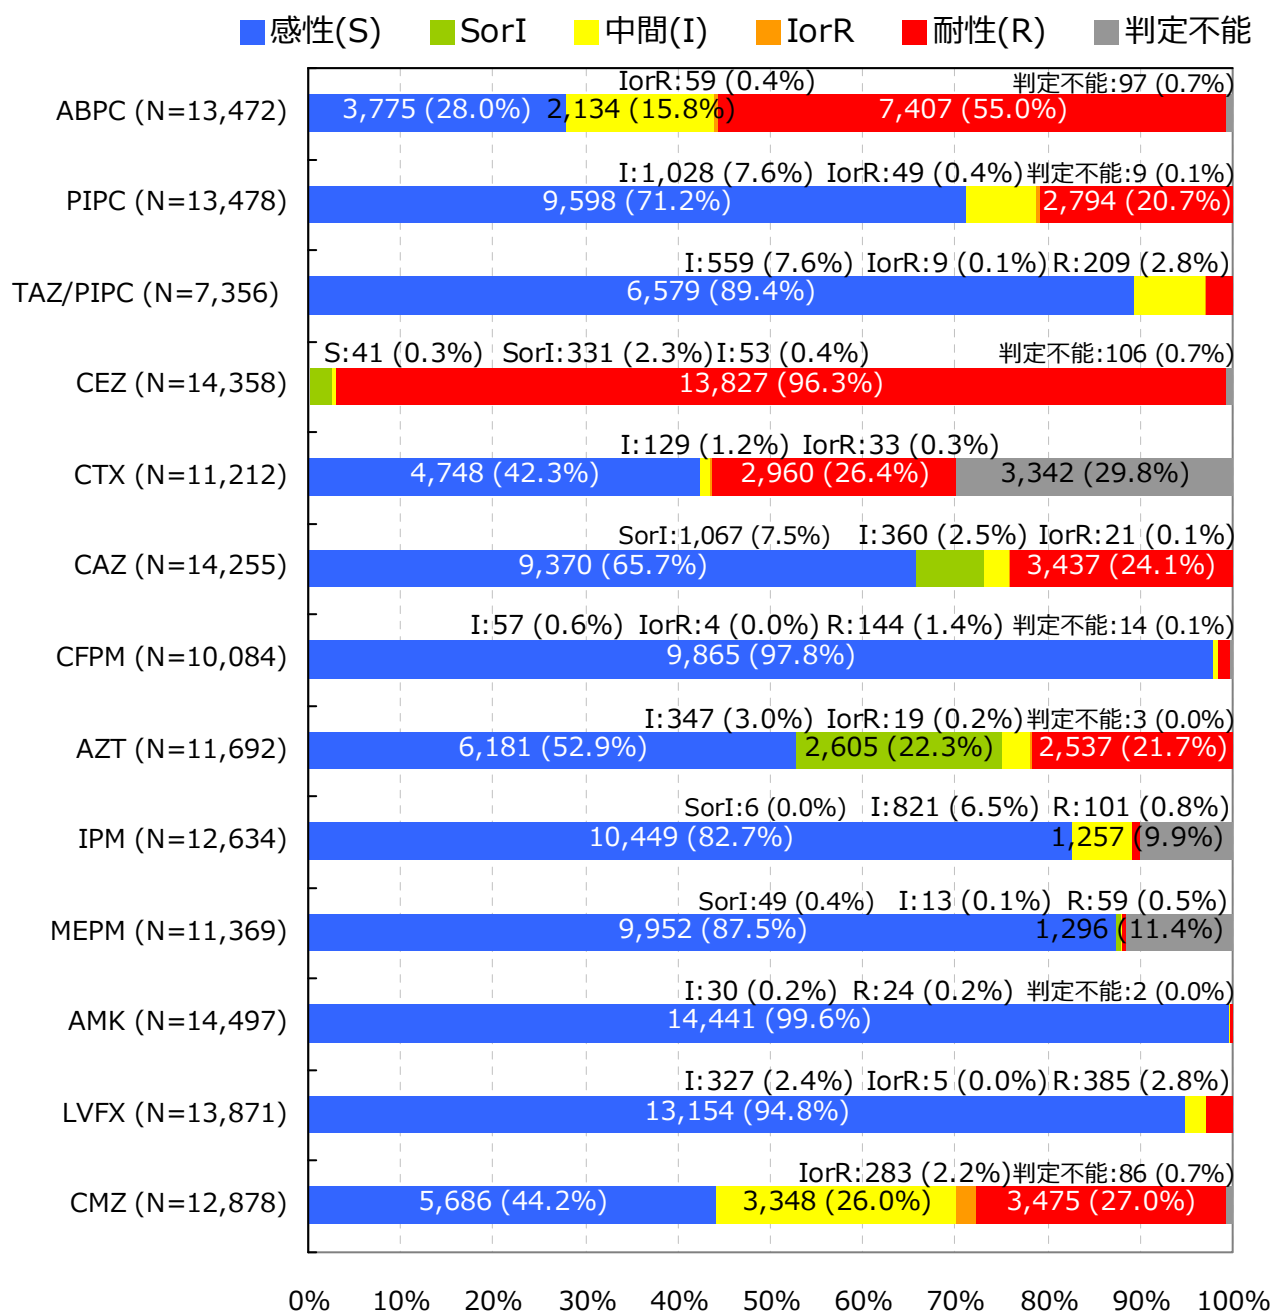 感性(S) SorI 中間(I) IorR 耐性(R) 判定不能
IorR:59 (0.4%) 判定不能:97 (0.7%)
ABPC (N=13,472) 3,775 (28.0%) 2,134 (15.8%) 7,407 (55.0%)
I:1,028 (7.6%) IorR:49 (0.4%) 判定不能:9 (0.1%)
PIPC (N=13,478) 9,598 (71.2%) 2,794 (20.7%)
I:559 (7.6%) IorR:9 (0.1%) R:209 (2.8%)
TAZ/PIPC (N=7,356) 6,579 (89.4%)
S:41 (0.3%) SorI:331 (2.3%) I:53 (0.4%) 判定不能:106 (0.7%)
CEZ (N=14,358) 13,827 (96.3%)
I:129 (1.2%) IorR:33 (0.3%)
CTX (N=11,212) 4,748 (42.3%) 2,960 (26.4%) 3,342 (29.8%)
SorI:1,067 (7.5%) I:360 (2.5%) IorR:21 (0.1%)
CAZ (N=14,255) 9,370 (65.7%) 3,437 (24.1%)
I:57 (0.6%) IorR:4 (0.0%) R:144 (1.4%) 判定不能:14 (0.1%)
CFPM (N=10,084) 9,865 (97.8%)
I:347 (3.0%) IorR:19 (0.2%) 判定不能:3 (0.0%)
AZT (N=11,692) 6,181 (52.9%) 2,605 (22.3%) 2,537 (21.7%)
SorI:6 (0.0%) I:821 (6.5%) R:101 (0.8%)
IPM (N=12,634) 10,449 (82.7%) 1,257 (9.9%)
SorI:49 (0.4%) I:13 (0.1%) R:59 (0.5%)
MEPM (N=11,369) 9,952 (87.5%) 1,296 (11.4%)
I:30 (0.2%) R:24 (0.2%) 判定不能:2 (0.0%)
AMK (N=14,497) 14,441 (99.6%)
I:327 (2.4%) IorR:5 (0.0%) R:385 (2.8%)
LVFX (N=13,871) 13,154 (94.8%)
IorR:283 (2.2%) 判定不能:86 (0.7%)
CMZ (N=12,878) 5,686 (44.2%) 3,348 (26.0%) 3,475 (27.0%)
0% 10% 20% 30% 40% 50% 60% 70% 80% 90% 100%